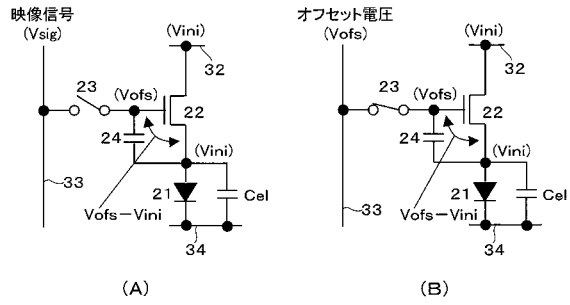 映像信号
(Vsig)
(Vini)
32
23
(Vofs)
22
24
(Vini)
21
Cel
33
Vofs−Vini
34
(A)
オフセット電圧
(Vofs)
(Vini)
32
23
(Vofs)
22
24
(Vini)
21
Cel
33
Vofs−Vini
34
(B)